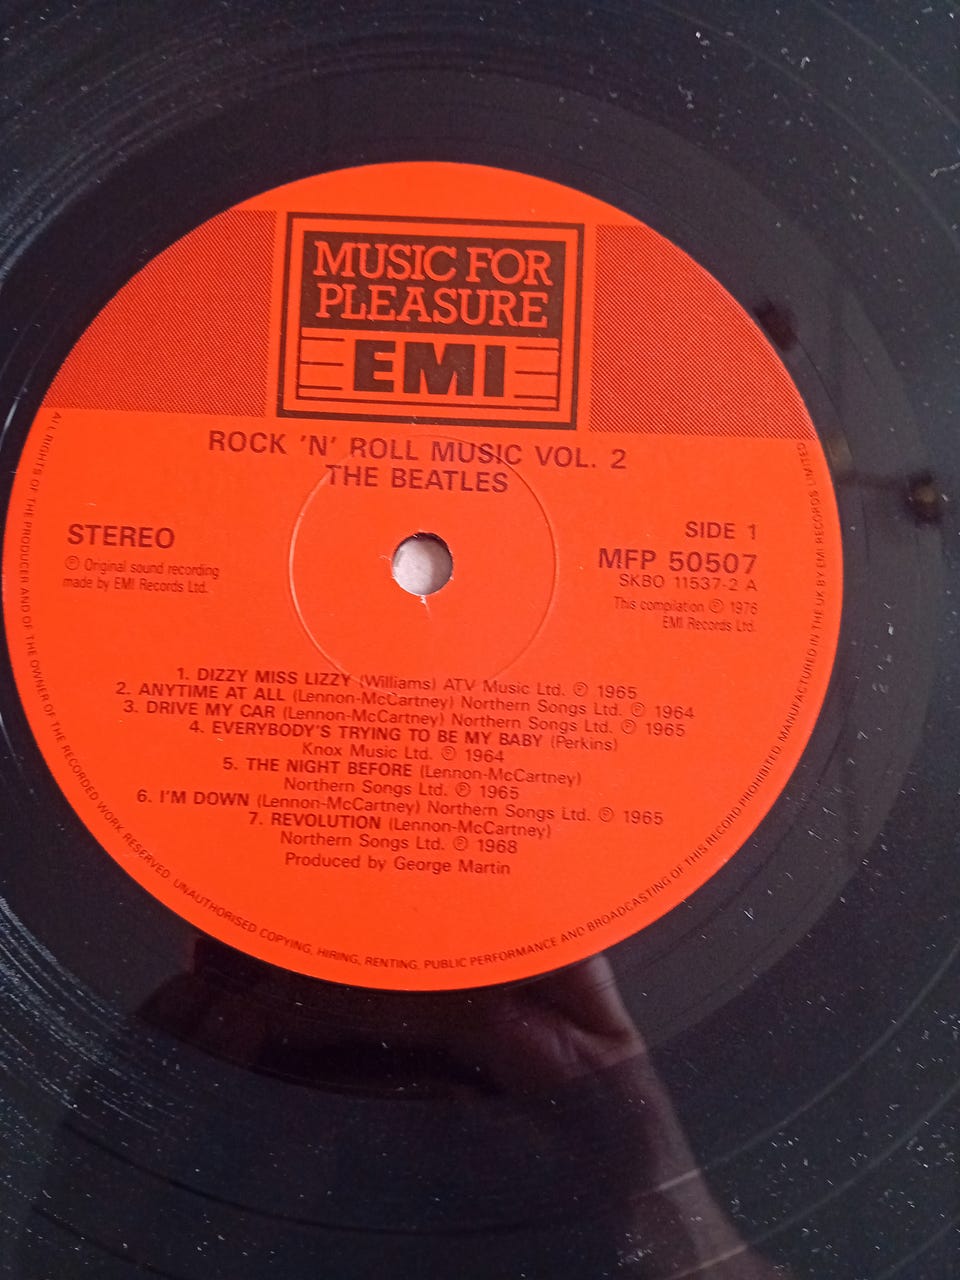 MUSIC FOR
PLEASURE
EMI
ROCK 'N' ROLL MUSIC VOL. 2
THE BEATLES
STEREO
℗ Original sound recording
made by EMI Records Ltd.
SIDE 1
MFP 50507
SKBO 11537-2 A
This compilation ℗ 1976
EMI Records Ltd.
1. DIZZY MISS LIZZY (Williams) ATV Music Ltd. ℗ 1965
2. ANYTIME AT ALL (Lennon-McCartney) Northern Songs Ltd. ℗ 1964
3. DRIVE MY CAR (Lennon-McCartney) Northern Songs Ltd. ℗ 1965
4. EVERYBODY'S TRYING TO BE MY BABY (Perkins)
Knox Music Ltd. ℗ 1964
5. THE NIGHT BEFORE (Lennon-McCartney)
Northern Songs Ltd. ℗ 1965
6. I'M DOWN (Lennon-McCartney) Northern Songs Ltd. ℗ 1965
7. REVOLUTION (Lennon-McCartney)
Northern Songs Ltd. ℗ 1968
Produced by George Martin
ALL RIGHTS OF THE PRODUCER AND OF THE OWNER OF THE RECORDED WORK RESERVED. UNAUTHORISED COPYING, HIRING, RENTING, PUBLIC PERFORMANCE AND BROADCASTING OF THIS RECORD PROHIBITED. MANUFACTURED IN THE UK BY EMI RECORDS LIMITED